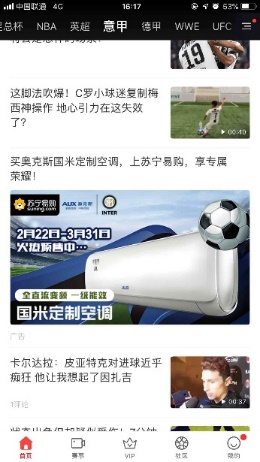 中国联通 4G 16:17 63%
总杯 NBA 英超 意甲 德甲 WWE UFC
19
这脚法吹爆！C罗小球迷复制梅
西神操作 地心引力在这失效
了？
00:40
买奥克斯国米定制空调，上苏宁易购，享专属
荣耀！
苏宁易购
suning.com
AUX 奥克斯
INTER
2月22日-3月31日
火热预售中…
全直流变频 一级能效
国米定制空调
广告
卡尔达拉：皮亚特克对进球近乎
痴狂 他让我想起了因扎吉
1评论
00:37
首页 赛事 VIP 社区 我的